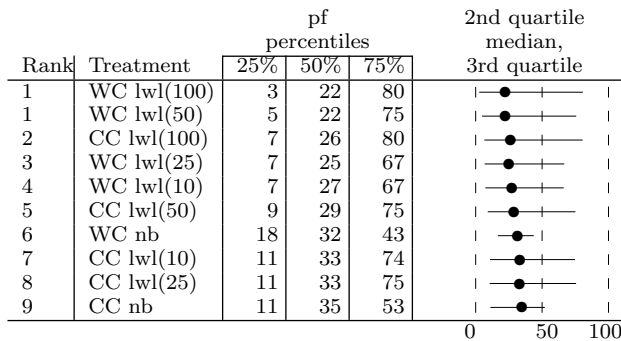 pf 2nd quartile
percentiles median,
Rank Treatment 25% 50% 75% 3rd quartile
1 WC lwl(100) 3 22 80
1 WC lwl(50) 5 22 75
2 CC lwl(100) 7 26 80
3 WC lwl(25) 7 25 67
4 WC lwl(10) 7 27 67
5 CC lwl(50) 9 29 75
6 WC nb 18 32 43
7 CC lwl(10) 11 33 74
8 CC lwl(25) 11 33 75
9 CC nb 11 35 53
0 50 100